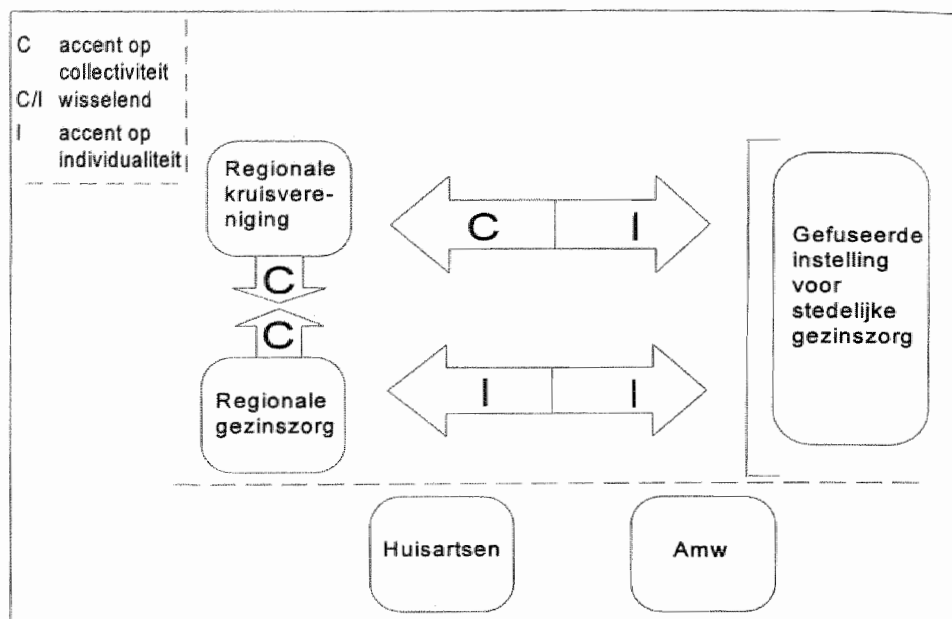 C accent op
collectiviteit
C/I wisselend
I accent op
individualiteit
Regionale
kruisvere-
niging
C I
Gefuseerde
instelling
voor
stedelijke
gezinszorg
C
C
Regionale
gezinszorg
I I
Huisartsen
Amw